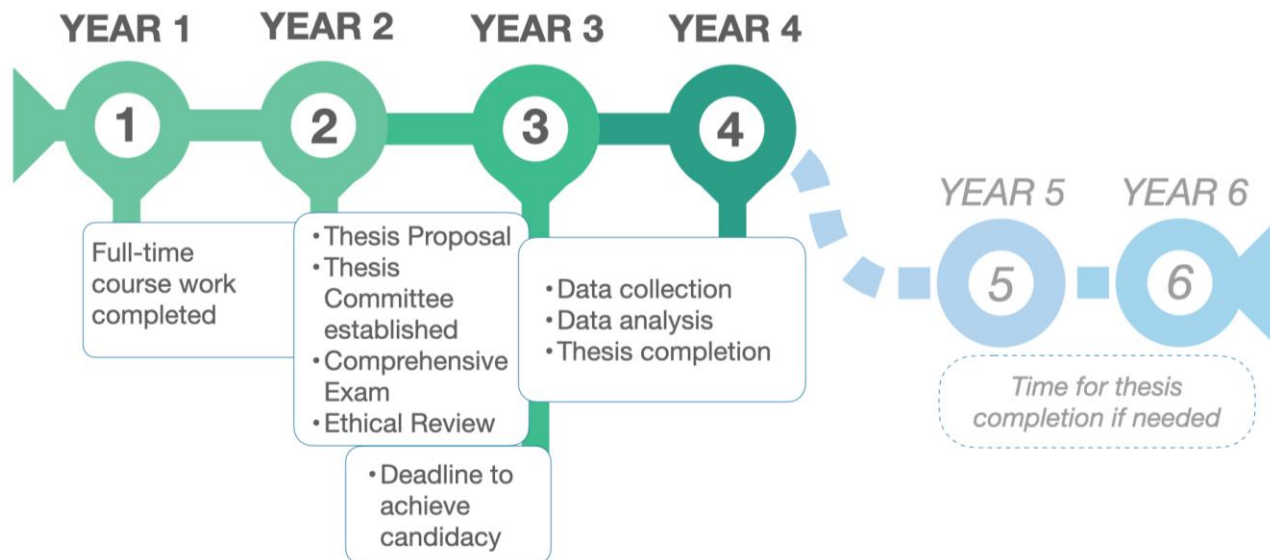 YEAR 1
YEAR 2
YEAR 3
YEAR 4
1
2
3
4
YEAR 5
YEAR 6
5
6
Full-time
course work
completed
• Thesis Proposal
• Thesis
Committee
established
• Comprehensive
Exam
• Ethical Review
• Deadline to
achieve
candidacy
• Data collection
• Data analysis
• Thesis completion
Time for thesis
completion if needed